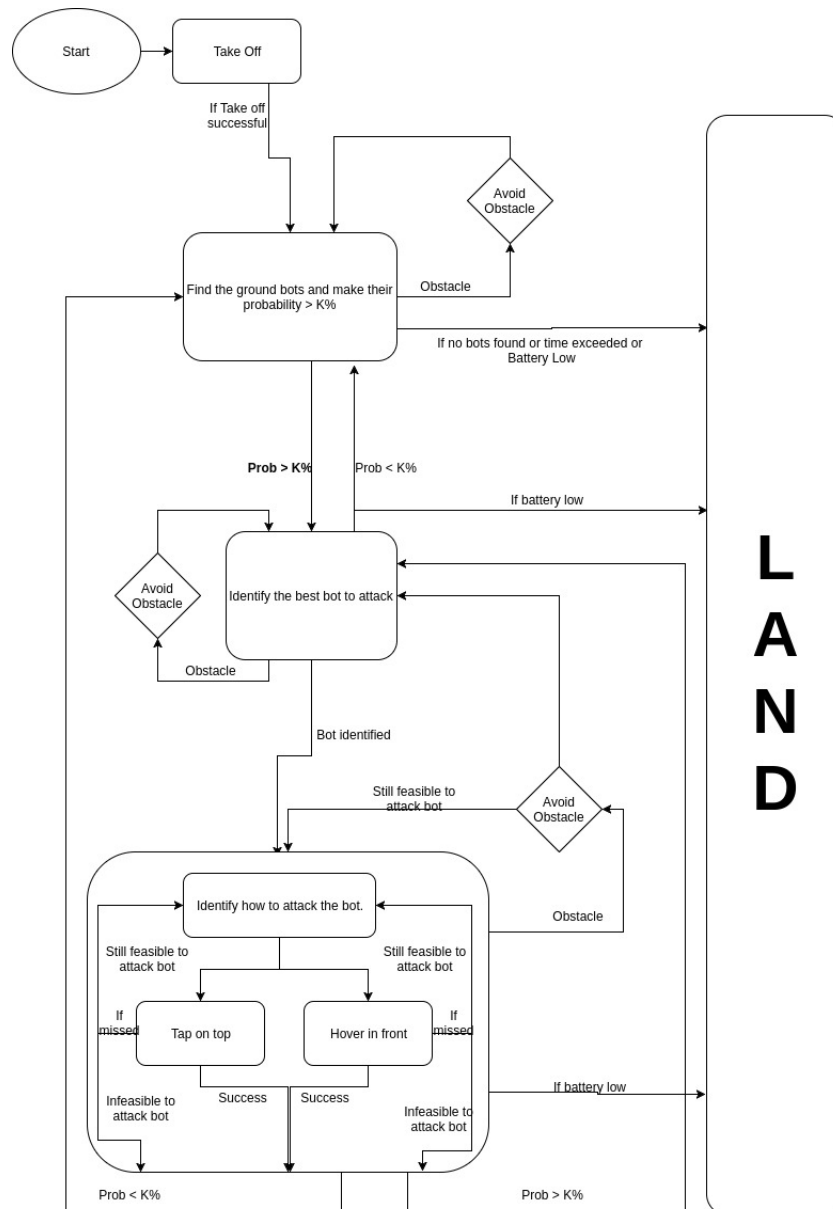 Start
Take Off
If Take off
successful
Avoid
Obstacle
Find the ground bots and make their
probability > K%
Obstacle
If no bots found or time exceeded or
Battery Low
Prob > K%
Prob < K%
If battery low
L
A
N
D
Avoid
Obstacle
Identify the best bot to attack
Obstacle
Bot identified
Still feasible to
attack bot
Avoid
Obstacle
Identify how to attack the bot.
Obstacle
Still feasible to
attack bot
Still feasible to
attack bot
If
missed
Tap on top
Hover in front
If
missed
Success
Success
If battery low
Infeasible to
attack bot
Infeasible to
attack bot
Prob < K%
Prob > K%